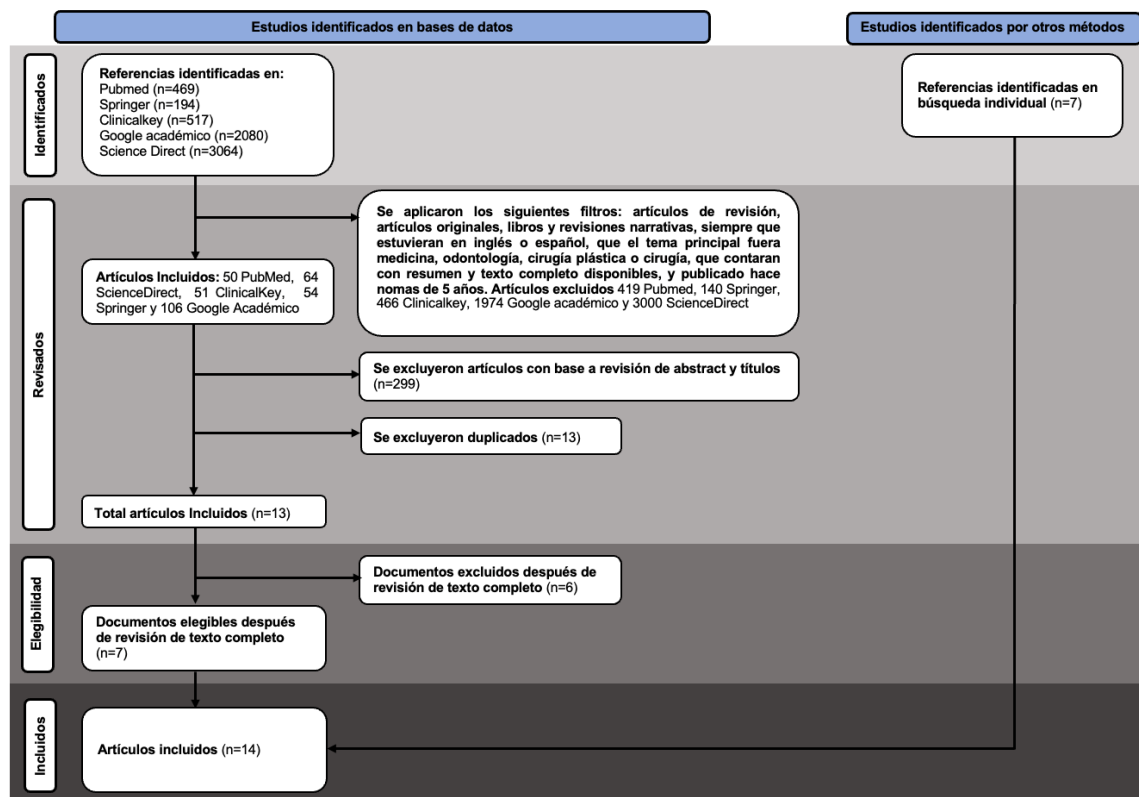 Estudios identificados en bases de datos
Estudios identificados por otros métodos
Identificados
Referencias identificadas en:
Pubmed (n=469)
Springer (n=194)
Clinicalkey (n=517)
Google académico (n=2080)
Science Direct (n=3064)
Referencias identificadas en
búsqueda individual (n=7)
Revisados
Se aplicaron los siguientes filtros: artículos de revisión,
artículos originales, libros y revisiones narrativas, siempre que
estuvieran en inglés o español, que el tema principal fuera
medicina, odontología, cirugía plástica o cirugía, que contaran
con resumen y texto completo disponibles, y publicado hace
nomas de 5 años. Artículos excluidos 419 Pubmed, 140 Springer,
466 Clinicalkey, 1974 Google académico y 3000 ScienceDirect
Artículos Incluidos: 50 PubMed, 64
ScienceDirect, 51 ClinicalKey, 54
Springer y 106 Google Académico
Se excluyeron artículos con base a revisión de abstract y títulos
(n=299)
Se excluyeron duplicados (n=13)
Total artículos Incluidos (n=13)
Elegibilidad
Documentos excluidos después de
revisión de texto completo (n=6)
Documentos elegibles después
de revisión de texto completo
(n=7)
Incluidos
Artículos incluidos (n=14)